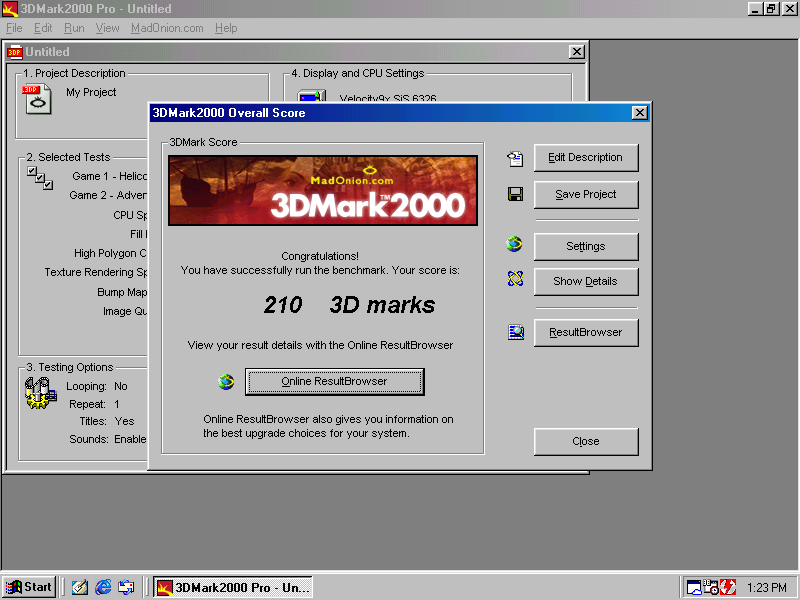 3DMark2000 Pro - Untitled
File Edit Run View MadOnion.com Help
Untitled
1. Project Description
My Project
4. Display and CPU Settings
Velocity9x SiS 6326
2. Selected Tests
Game 1 - Helico
Game 2 - Adven
CPU Sp
Fill
High Polygon C
Texture Rendering Sp
Bump Map
Image Qu
3. Testing Options
Looping: No
Repeat: 1
Titles: Yes
Sounds: Enable
3DMark2000 Overall Score
3DMark Score
MadOnion.com
3DMark™2000
Congratulations!
You have successfully run the benchmark. Your score is:
210 3D marks
View your result details with the Online ResultBrowser
Online ResultBrowser
Online ResultBrowser also gives you information on
the best upgrade choices for your system.
Edit Description
Save Project
Settings
Show Details
ResultBrowser
Close
Start
3DMark2000 Pro - Un...
1:23 PM